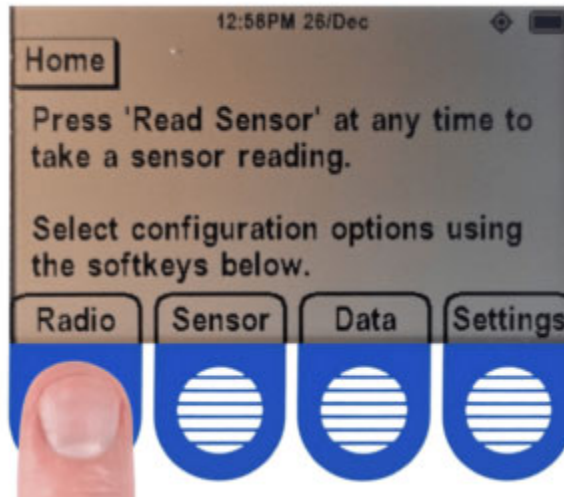 12:58PM 26/Dec
Home
Press 'Read Sensor' at any time to
take a sensor reading.
Select configuration options using
the softkeys below.
Radio Sensor Data Settings